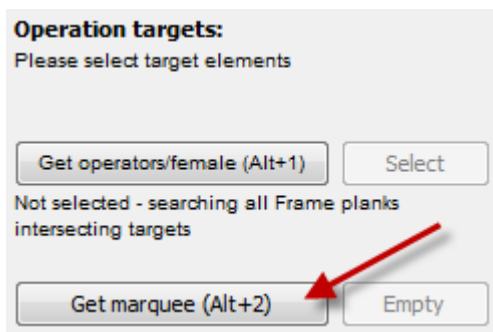 Operation targets:
Please select target elements
Get operators/female (Alt+1) Select
Not selected - searching all Frame planks
intersecting targets
Get marquee (Alt+2) Empty